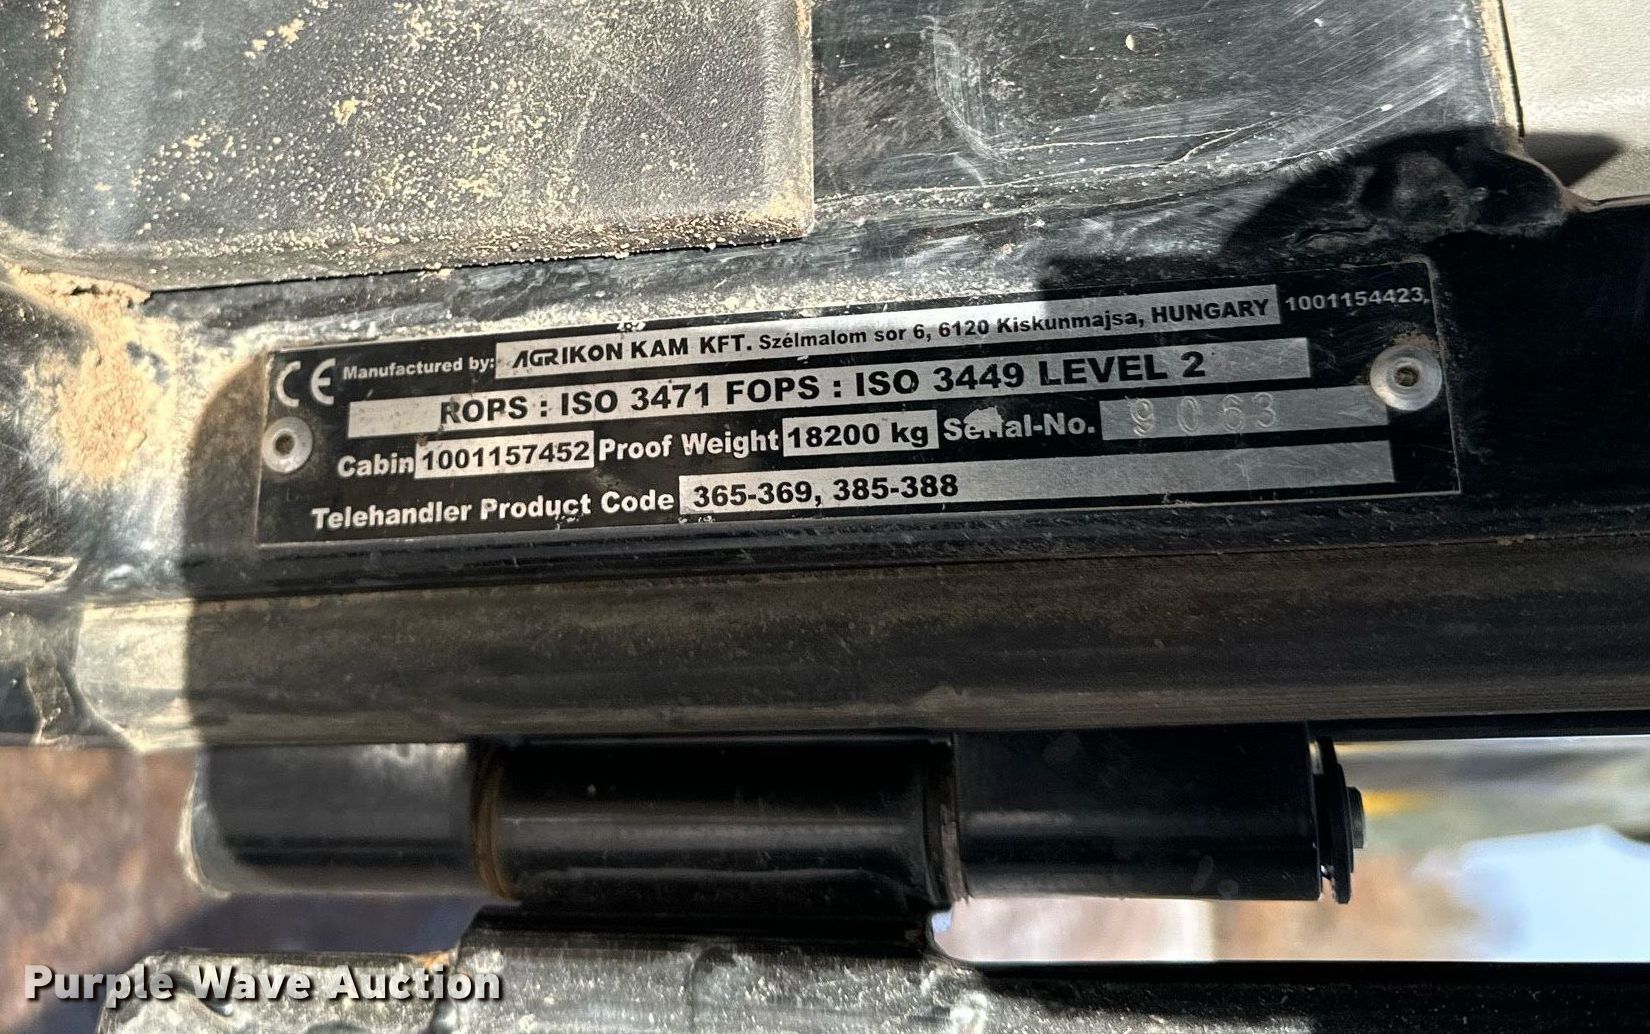 CE Manufactured by: AGRIKON KAM KFT. Szélmalom sor 6, 6120 Kiskunmajsa, HUNGARY 1001154423
ROPS : ISO 3471 FOPS : ISO 3449 LEVEL 2
Cabin 1001157452 Proof Weight 18200 kg Serial-No. 9063
Telehandler Product Code 365-369, 385-388
Purple Wave Auction